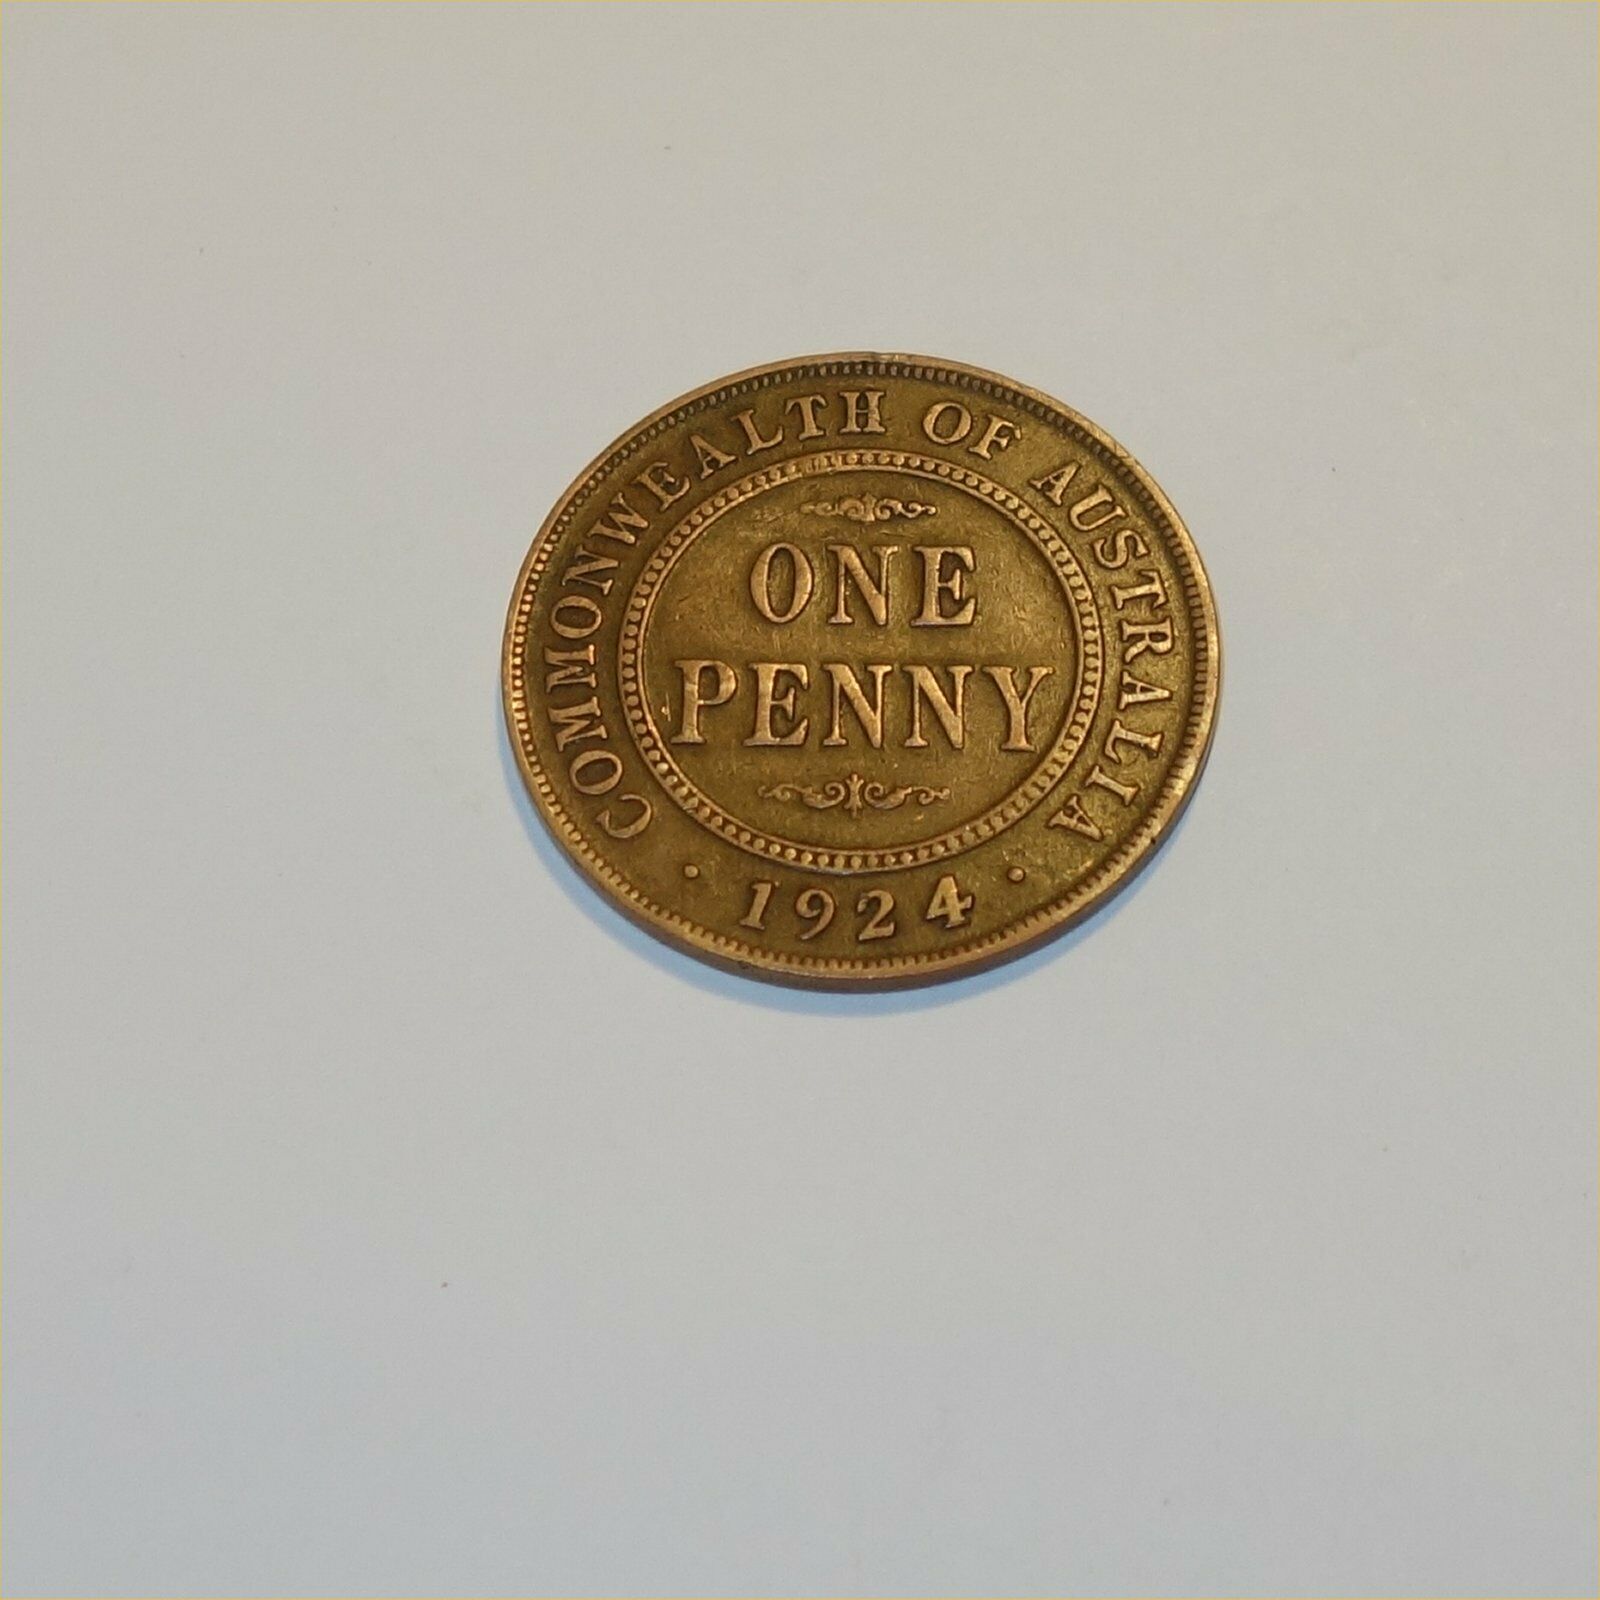 COMMONWEALTH OF AUSTRALIA
ONE
PENNY
· 1924 ·